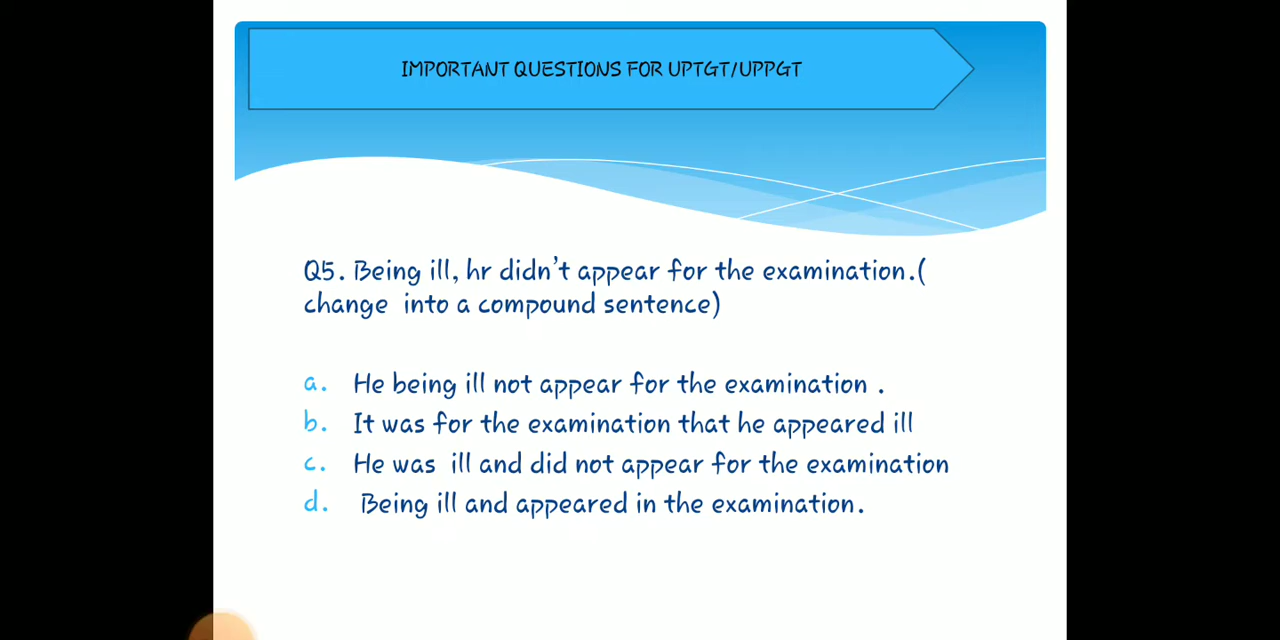 IMPORTANT QUESTIONS FOR UPTGT/UPPGT
Q5. Being ill, hr didn't appear for the examination.(
change into a compound sentence)
a. He being ill not appear for the examination .
b. It was for the examination that he appeared ill
c. He was ill and did not appear for the examination
d. Being ill and appeared in the examination.